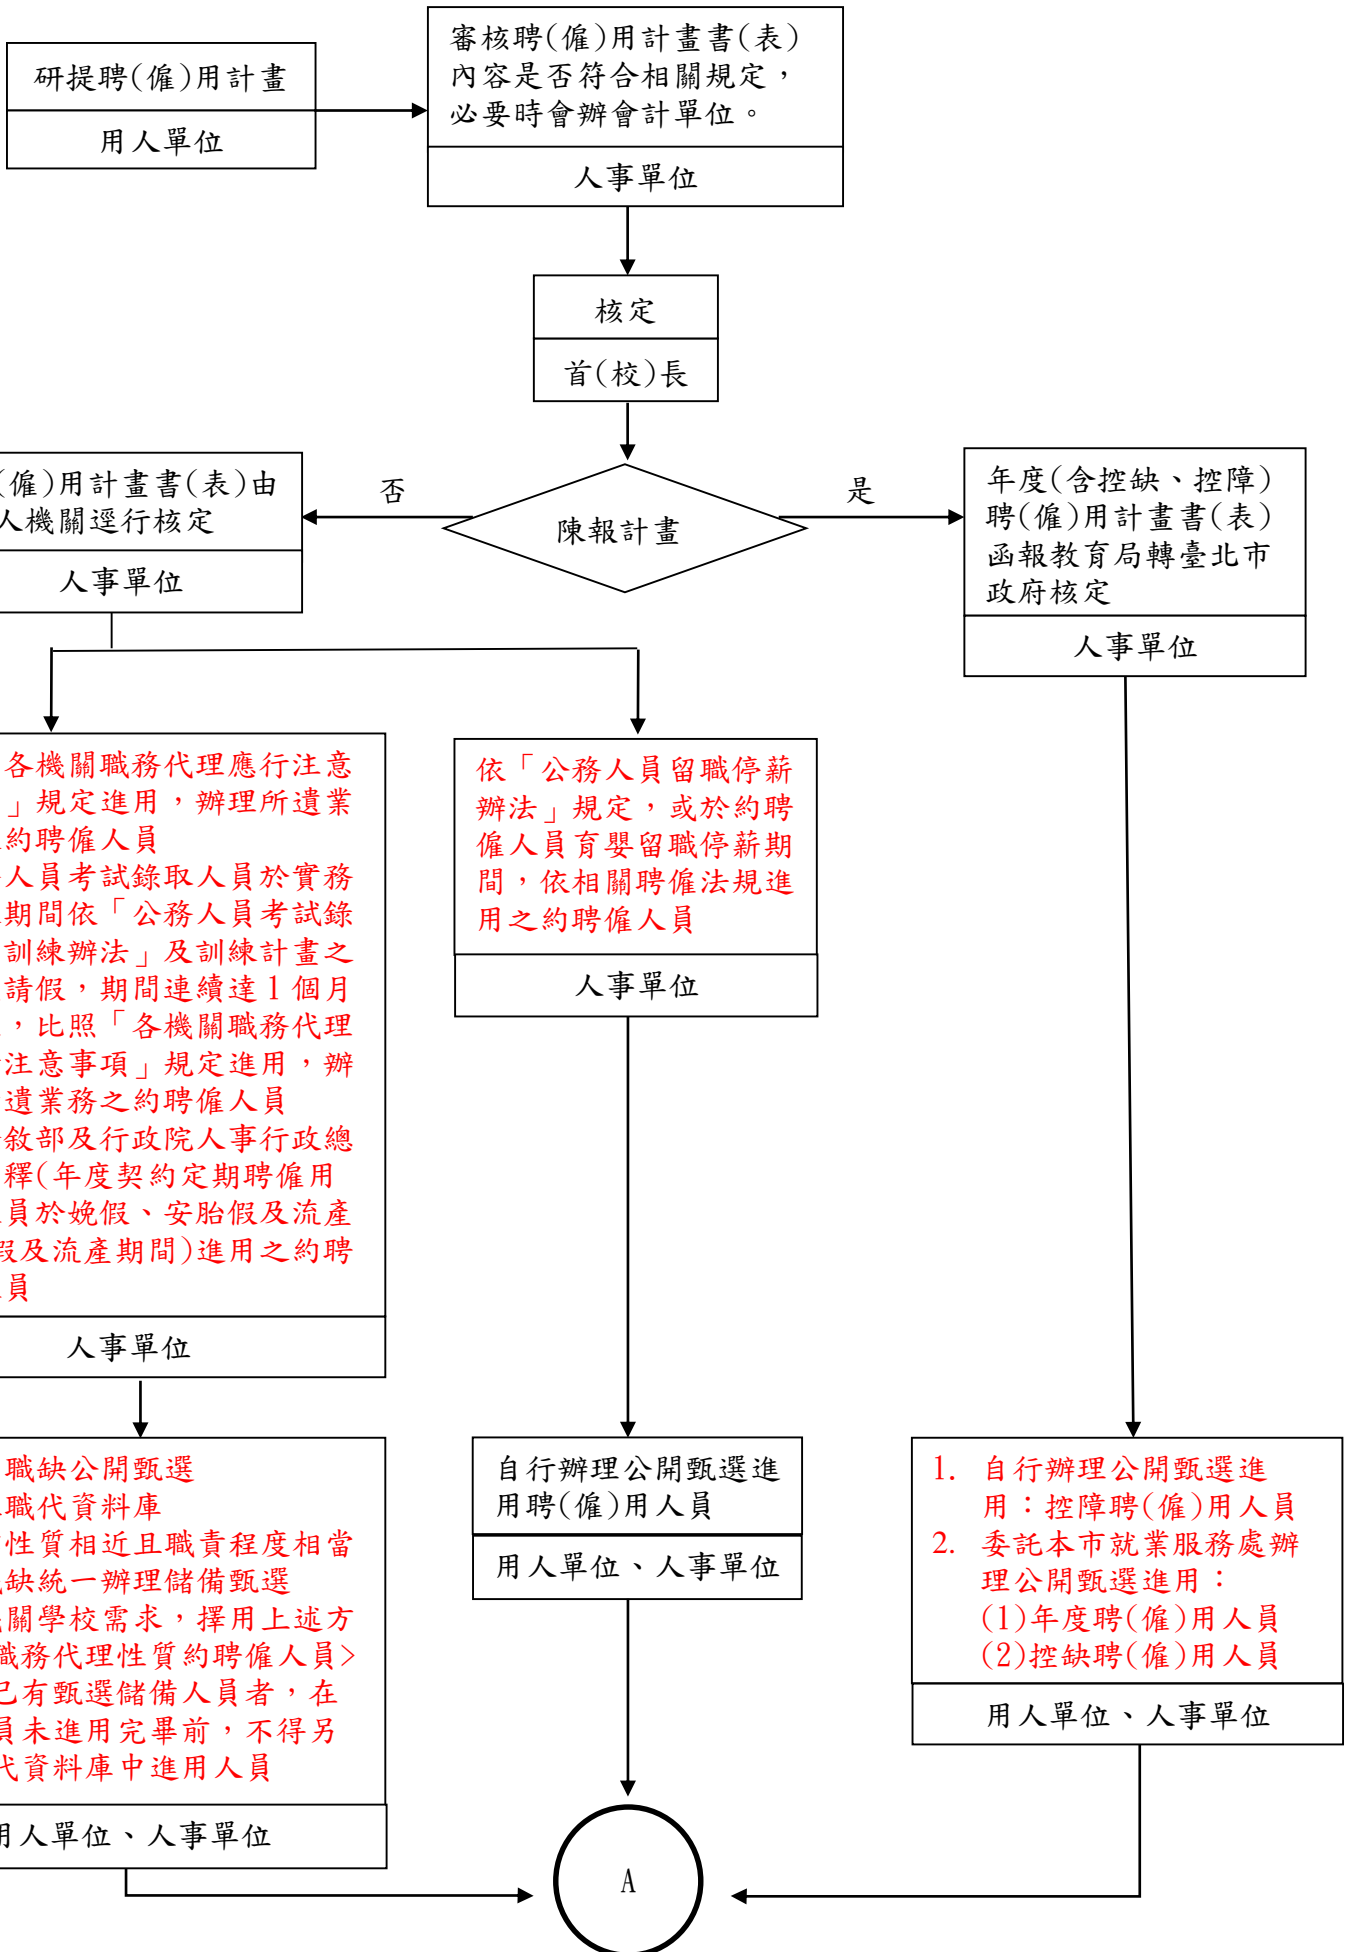 研提聘(僱)用計畫
用人單位
審核聘(僱)用計畫書(表)
內容是否符合相關規定，
必要時會辦會計單位。
人事單位
核定
首(校)長
陳報計畫
否
是
(僱)用計畫書(表)由
人機關逕行核定
人事單位
年度(含控缺、控障)
聘(僱)用計畫書(表)
函報教育局轉臺北市
政府核定
人事單位
各機關職務代理應行注意
」規定進用，辦理所遺業
約聘僱人員
人員考試錄取人員於實務
期間依「公務人員考試錄
訓練辦法」及訓練計畫之
請假，期間連續達1個月
，比照「各機關職務代理
注意事項」規定進用，辦
遺業務之約聘僱人員
敘部及行政院人事行政總
釋(年度契約定期聘僱用
員於娩假、安胎假及流產
假及流產期間)進用之約聘
員
人事單位
依「公務人員留職停薪
辦法」規定，或於約聘
僱人員育嬰留職停薪期
間，依相關聘僱法規進
用之約聘僱人員
人事單位
職缺公開甄選
職代資料庫
性質相近且職責程度相當
缺統一辦理儲備甄選
關學校需求，擇用上述方
職務代理性質約聘僱人員>
已有甄選儲備人員者，在
員未進用完畢前，不得另
代資料庫中進用人員
用人單位、人事單位
自行辦理公開甄選進
用聘(僱)用人員
用人單位、人事單位
1. 自行辦理公開甄選進
用：控障聘(僱)用人員
2. 委託本市就業服務處辦
理公開甄選進用：
(1)年度聘(僱)用人員
(2)控缺聘(僱)用人員
用人單位、人事單位
A